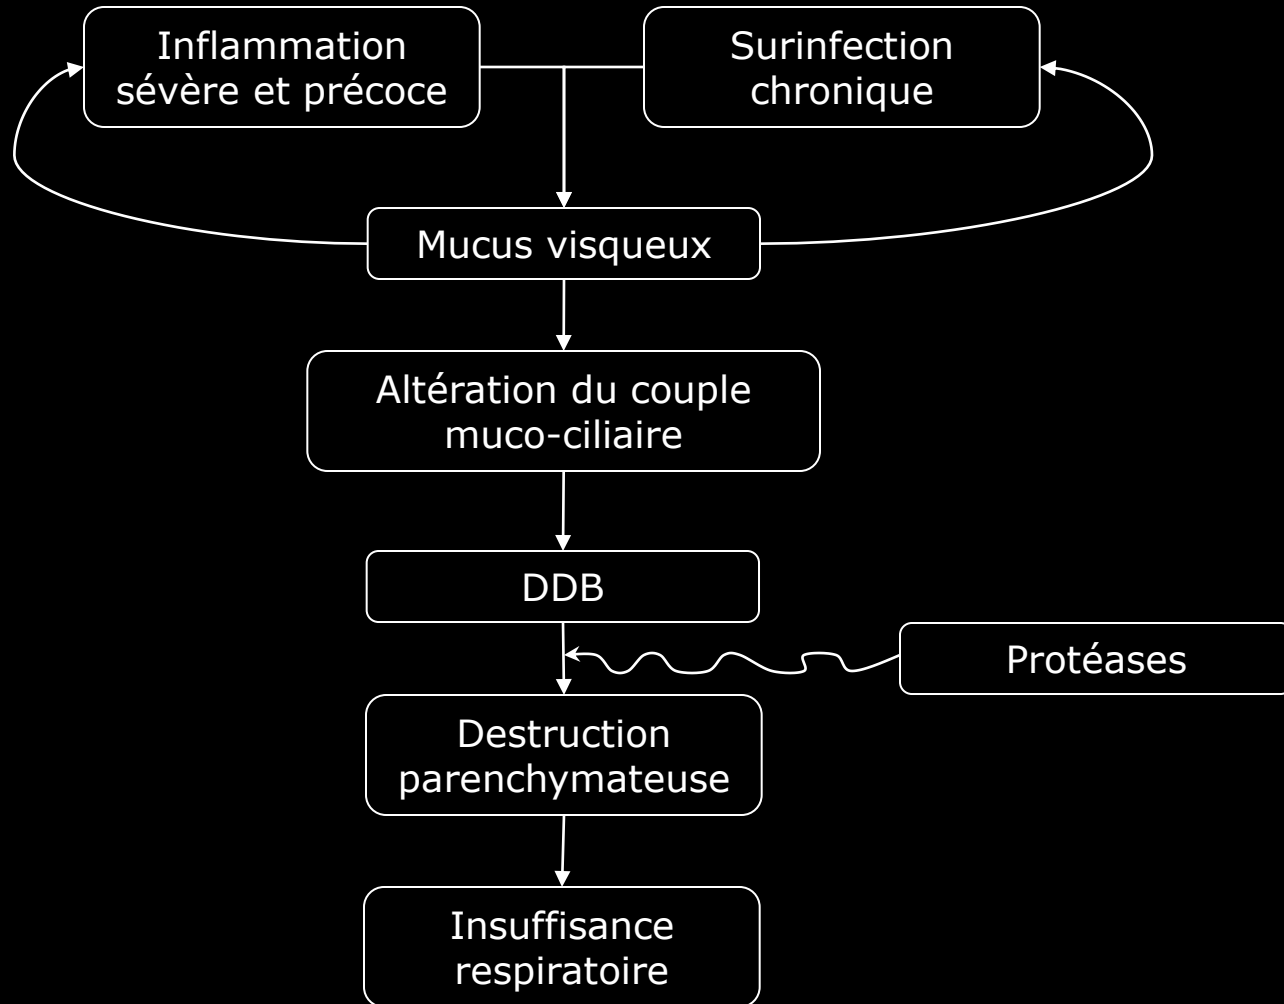 Inflammation
sévère et précoce
Surinfection
chronique
Mucus visqueux
Altération du couple
muco-ciliaire
DDB
Protéases
Destruction
parenchymateuse
Insuffisance
respiratoire